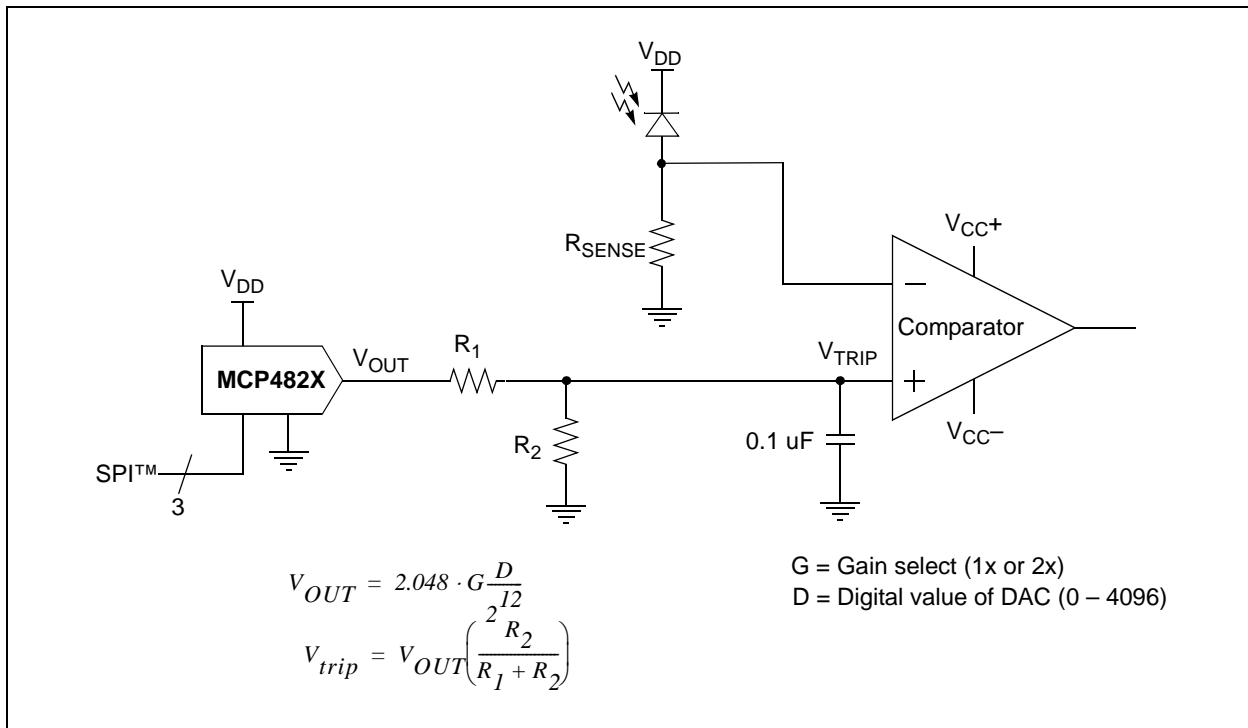 V_DD
R_SENSE
V_CC+
−
Comparator
+
V_CC−
V_DD
MCP482X
V_OUT
R_1
R_2
V_TRIP
0.1 uF
SPI™
3
V_OUT = 2.048 · G D/2^12
V_trip = V_OUT (R_2/(R_1 + R_2))
G = Gain select (1x or 2x)
D = Digital value of DAC (0 – 4096)